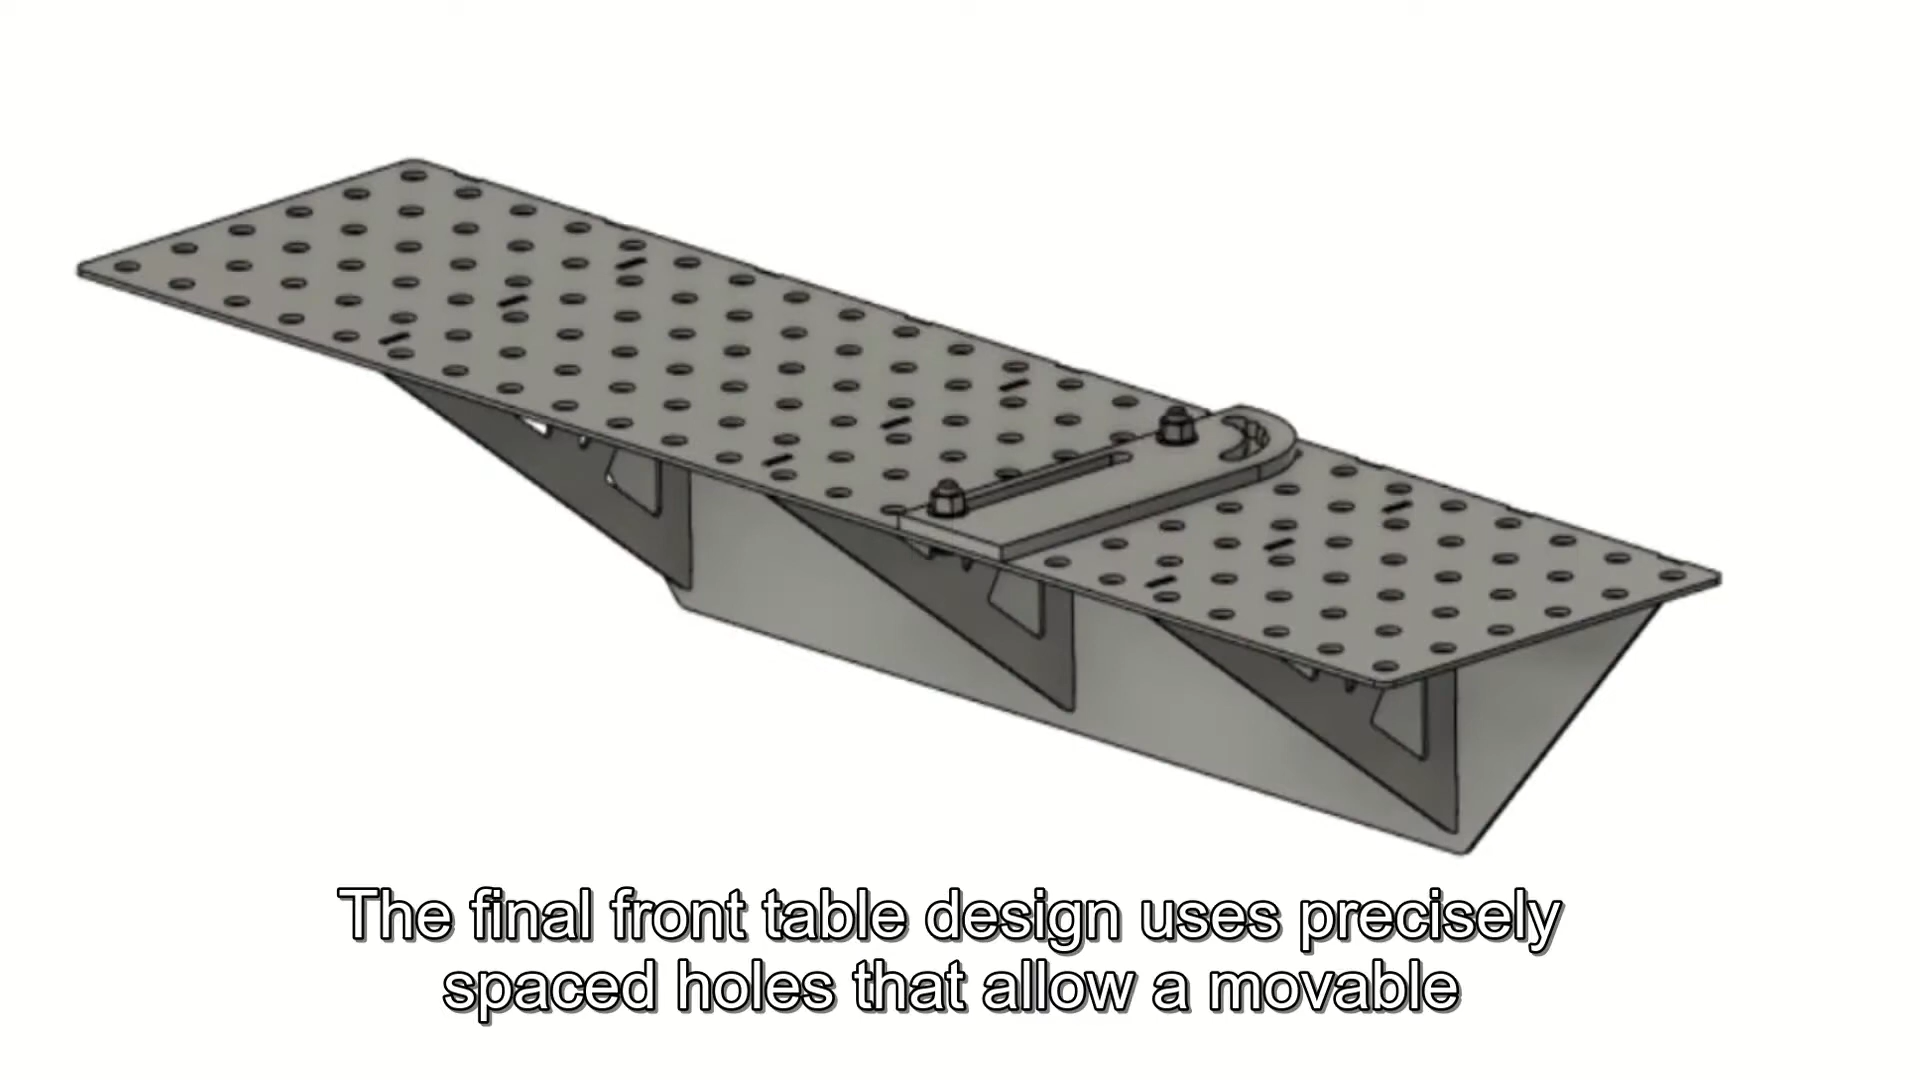 The final front table design uses precisely
spaced holes that allow a movable